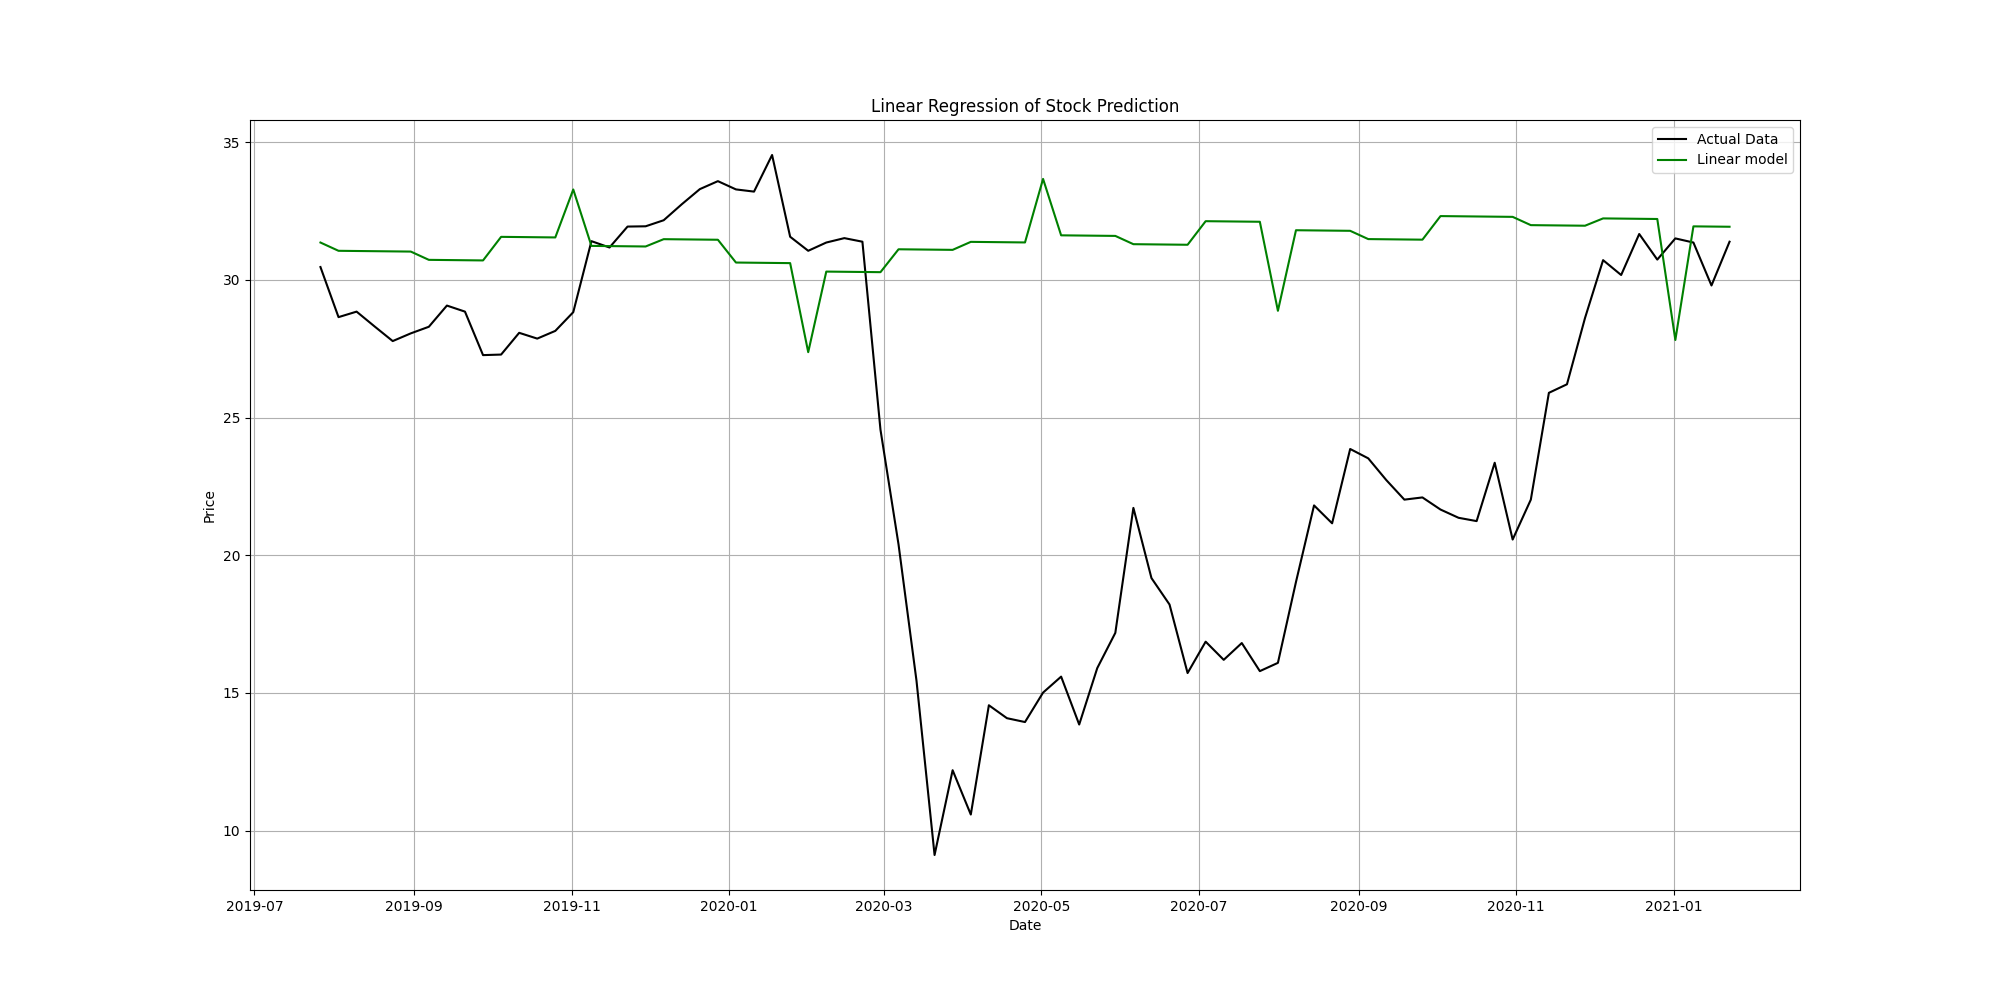 Linear Regression of Stock Prediction
Actual Data
Linear model
35
30
25
20
15
10
Price
2019-07 2019-09 2019-11 2020-01 2020-03 2020-05 2020-07 2020-09 2020-11 2021-01
Date